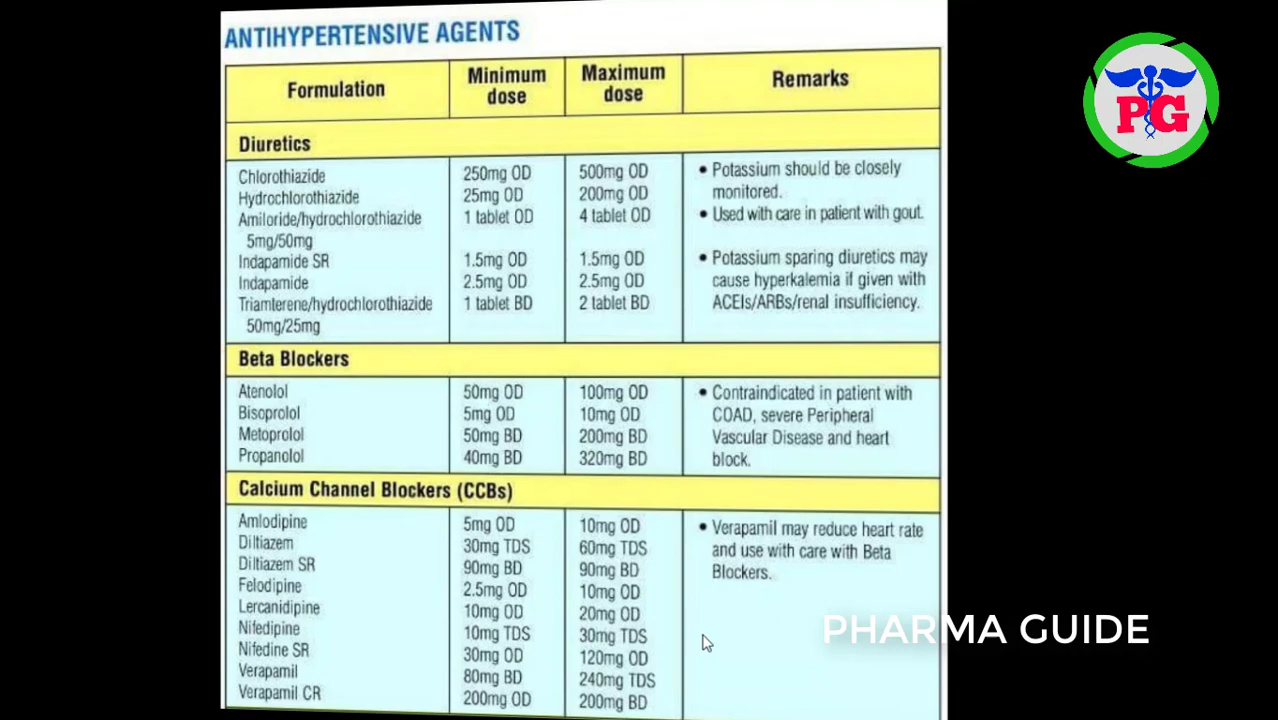 ANTIHYPERTENSIVE AGENTS
Formulation Minimum dose Maximum dose Remarks
Diuretics
Chlorothiazide 250mg OD 500mg OD • Potassium should be closely
Hydrochlorothiazide 25mg OD 200mg OD monitored.
Amiloride/hydrochlorothiazide 1 tablet OD 4 tablet OD • Used with care in patient with gout.
5mg/50mg
Indapamide SR 1.5mg OD 1.5mg OD • Potassium sparing diuretics may
Indapamide 2.5mg OD 2.5mg OD cause hyperkalemia if given with
Triamterene/hydrochlorothiazide 1 tablet BD 2 tablet BD ACEIs/ARBs/renal insufficiency.
50mg/25mg
Beta Blockers
Atenolol 50mg OD 100mg OD • Contraindicated in patient with
Bisoprolol 5mg OD 10mg OD COAD, severe Peripheral
Metoprolol 50mg BD 200mg BD Vascular Disease and heart
Propanolol 40mg BD 320mg BD block.
Calcium Channel Blockers (CCBs)
Amlodipine 5mg OD 10mg OD • Verapamil may reduce heart rate
Diltiazem 30mg TDS 60mg TDS and use with care with Beta
Diltiazem SR 90mg BD 90mg BD Blockers.
Felodipine 2.5mg OD 10mg OD
Lercanidipine 10mg OD 20mg OD
Nifedipine 10mg TDS 30mg TDS
Nifedine SR 30mg OD 120mg OD
Verapamil 80mg BD 240mg TDS
Verapamil CR 200mg OD 200mg BD
PG
PHARMA GUIDE